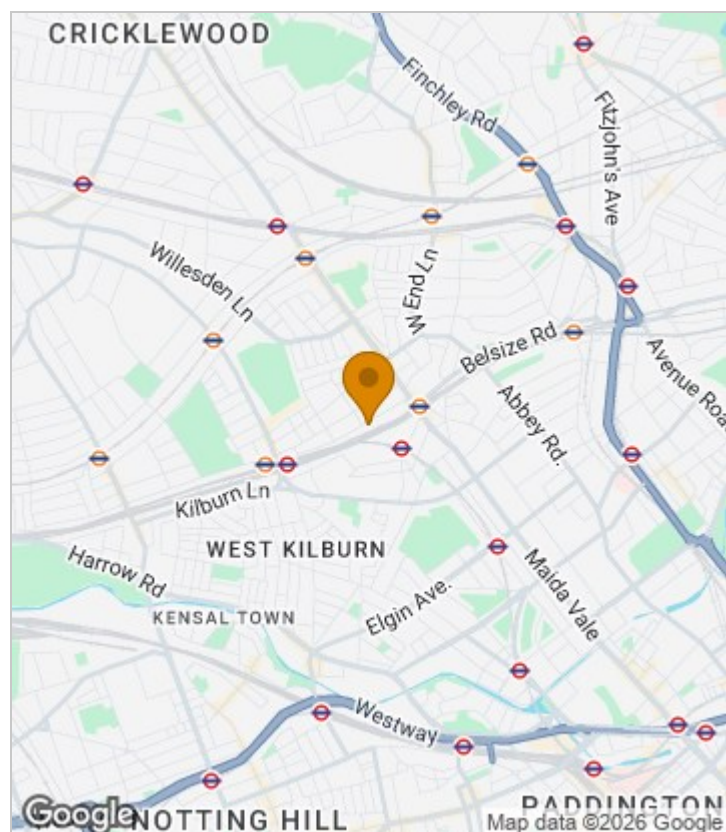 CRICKLEWOOD
Finchley Rd
Fitzjohn's Ave
Willesden Ln
W End Ln
Belsize Rd
Avenue Road
Abbey Rd.
Kilburn Ln
WEST KILBURN
Harrow Rd
Maida Vale
Elgin Ave.
KENSAL TOWN
Westway
PADDINGTON
Google
NOTTING HILL
Map data ©2026 Google